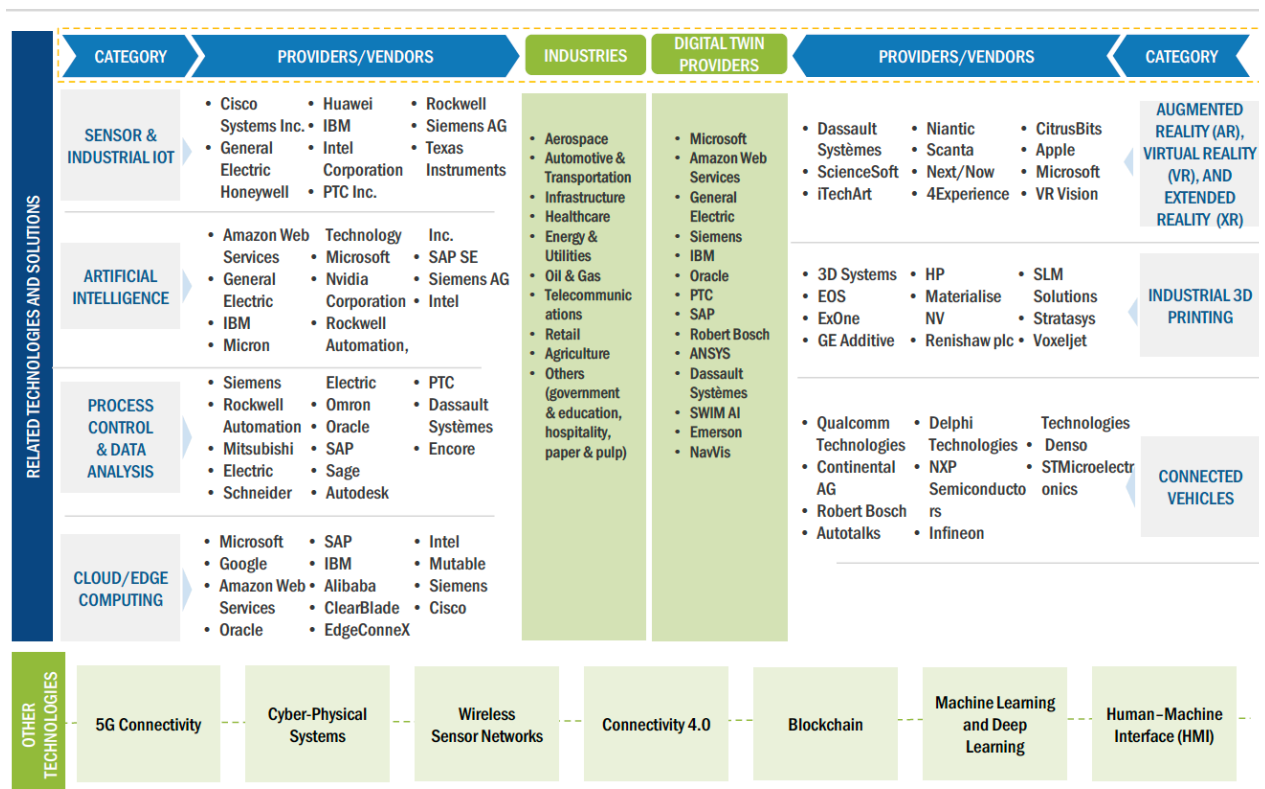 CATEGORY
PROVIDERS/VENDORS
INDUSTRIES
DIGITAL TWIN
PROVIDERS
PROVIDERS/VENDORS
CATEGORY
RELATED TECHNOLOGIES AND SOLUTIONS
SENSOR &
INDUSTRIAL IOT
• Cisco
Systems Inc.
• General
Electric
Honeywell
• Huawei
• IBM
• Intel
Corporation
• PTC Inc.
• Rockwell
• Siemens AG
• Texas
Instruments
ARTIFICIAL
INTELLIGENCE
• Amazon Web
Services
• General
Electric
• IBM
• Micron
Technology
• Microsoft
• Nvidia
Corporation
• Rockwell
Automation,
Inc.
• SAP SE
• Siemens AG
• Intel
PROCESS
CONTROL
& DATA
ANALYSIS
• Siemens
• Rockwell
Automation
• Mitsubishi
• Electric
• Schneider
Electric
• Omron
• Oracle
• SAP
• Sage
• Autodesk
• PTC
• Dassault
Systèmes
• Encore
CLOUD/EDGE
COMPUTING
• Microsoft
• Google
• Amazon Web
Services
• Oracle
• SAP
• IBM
• Alibaba
• ClearBlade
• EdgeConneX
• Intel
• Mutable
• Siemens
• Cisco
• Aerospace
• Automotive &
Transportation
• Infrastructure
• Healthcare
• Energy &
Utilities
• Oil & Gas
• Telecommunic
ations
• Retail
• Agriculture
• Others
(government
& education,
hospitality,
paper & pulp)
• Microsoft
• Amazon Web
Services
• General
Electric
• Siemens
• IBM
• Oracle
• PTC
• SAP
• Robert Bosch
• ANSYS
• Dassault
Systèmes
• SWIM AI
• Emerson
• NavVis
• Dassault
Systèmes
• ScienceSoft
• iTechArt
• Niantic
• Scanta
• Next/Now
• 4Experience
• CitrusBits
• Apple
• Microsoft
• VR Vision
AUGMENTED
REALITY (AR),
VIRTUAL REALITY
(VR), AND
EXTENDED
REALITY (XR)
• 3D Systems
• EOS
• ExOne
• GE Additive
• HP
• Materialise
NV
• Renishaw plc
• SLM
Solutions
• Stratasys
• Voxeljet
INDUSTRIAL 3D
PRINTING
• Qualcomm
Technologies
• Continental
AG
• Robert Bosch
• Autotalks
• Delphi
Technologies
• NXP
Semiconducto
rs
• Infineon
Technologies
• Denso
• STMicroelectr
onics
CONNECTED
VEHICLES
OTHER
TECHNOLOGIES
5G Connectivity
Cyber-Physical
Systems
Wireless
Sensor Networks
Connectivity 4.0
Blockchain
Machine Learning
and Deep
Learning
Human–Machine
Interface (HMI)